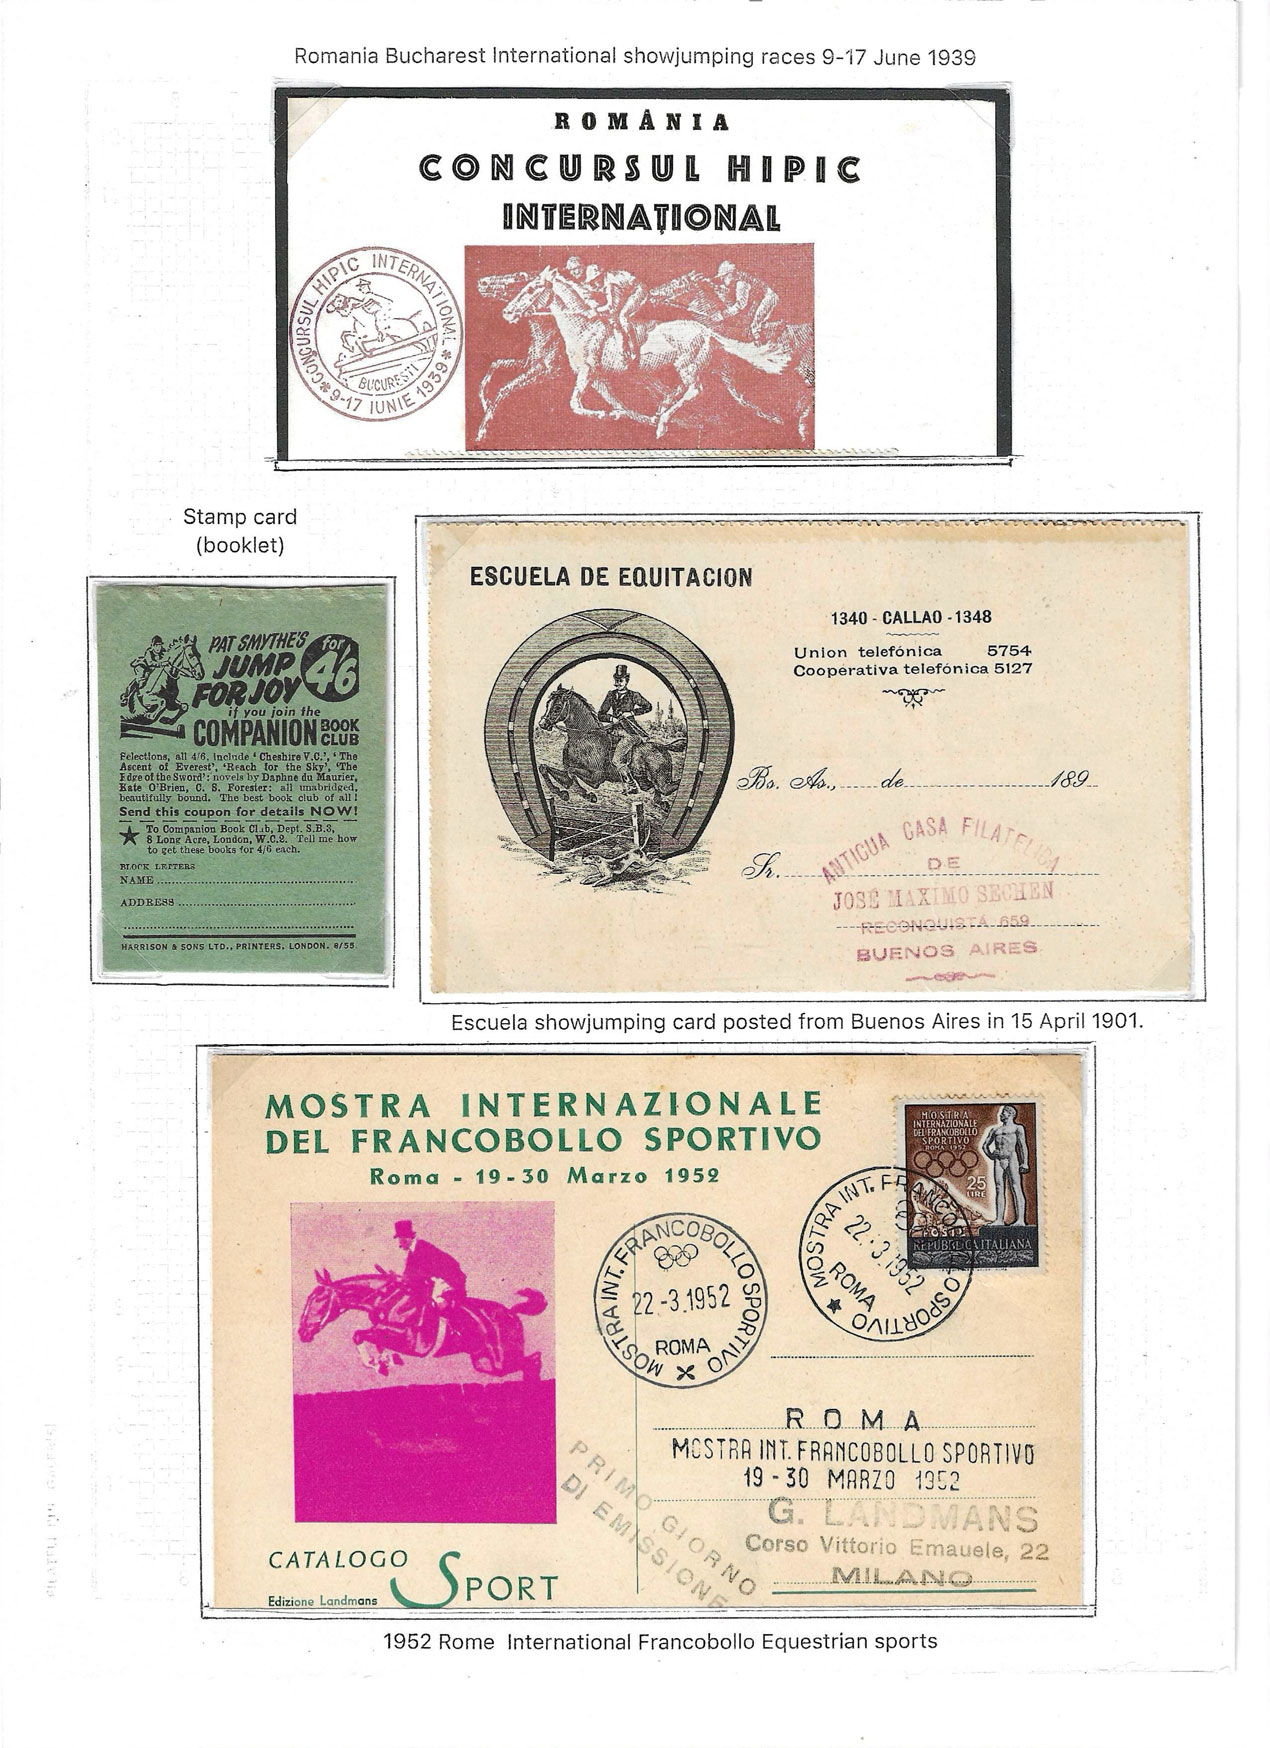 Romania Bucharest International showjumping races 9-17 June 1939
ROMÂNIA
CONCURSUL HIPIC
INTERNAȚIONAL
CONCURSUL HIPIC INTERNATIONAL
BUCUREȘTI
*9-17 IUNIE 1939*
Stamp card
(booklet)
PAT SMYTHE'S
JUMP
FOR JOY
for
4/6
if you join the
COMPANION BOOK CLUB
Selections, all 4/6, include 'Cheshire V.C.', 'The
Ascent of Everest', 'Reach for the Sky', 'The
Edge of the Sword': novels by Daphne du Maurier,
Kate O'Brien, C. S. Forester: all unabridged,
beautifully bound. The best book club of all!
Send this coupon for details NOW!
★ To Companion Book Club, Dept. S.B.3,
8 Long Acre, London, W.C.2. Tell me how
to get these books for 4/6 each.
BLOCK LETTERS
NAME
ADDRESS
HARRISON & SONS LTD., PRINTERS, LONDON. 8/55
ESCUELA DE EQUITACION
1340 - CALLAO - 1348
Union telefónica 5754
Cooperativa telefónica 5127
Bs. As., de 189
Sr.
ANTIGUA CASA FILATELICA
DE
JOSÉ MAXIMO SECHEN
RECONQUISTA 659
BUENOS AIRES
Escuela showjumping card posted from Buenos Aires in 15 April 1901.
MOSTRA INTERNAZIONALE
DEL FRANCOBOLLO SPORTIVO
Roma - 19-30 Marzo 1952
MOSTRA
INTERNAZIONALE
DEL FRANCOBOLLO
SPORTIVO
ROMA 1952
25
LIRE
POSTE
REPUBBLICA ITALIANA
MOSTRA INT. FRANCOBOLLO SPORTIVO
22.-3.1952
ROMA
MOSTRA INT. FRANCOBOLLO SPORTIVO
22.-3.1952
ROMA
ROMA
MOSTRA INT. FRANCOBOLLO SPORTIVO
19-30 MARZO 1952
PRIMO GIORNO
DI EMISSIONE
G. LANDMANS
Corso Vittorio Emauele, 22
MILANO
CATALOGO
SPORT
Edizione Landmans
1952 Rome International Francobollo Equestrian sports